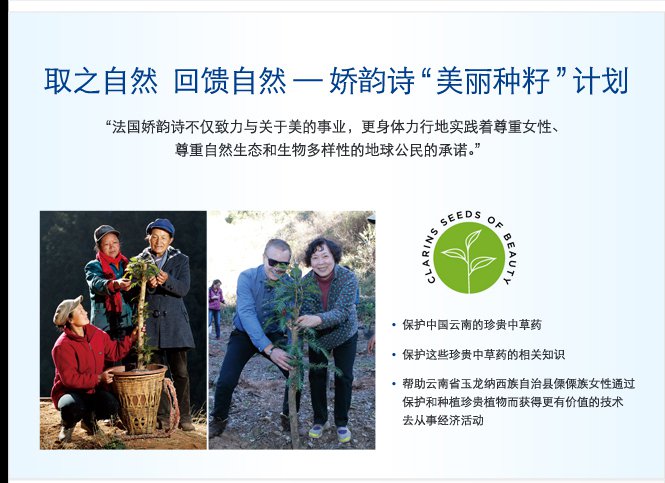 取之自然 回馈自然 — 娇韵诗“美丽种籽”计划
“法国娇韵诗不仅致力与关于美的事业，更身体力行地实践着尊重女性、
尊重自然生态和生物多样性的地球公民的承诺。”
CLARINS SEEDS OF BEAUTY
• 保护中国云南的珍贵中草药
• 保护这些珍贵中草药的相关知识
• 帮助云南省玉龙纳西族自治县傈僳族女性通过
保护和种植珍贵植物而获得更有价值的技术
去从事经济活动